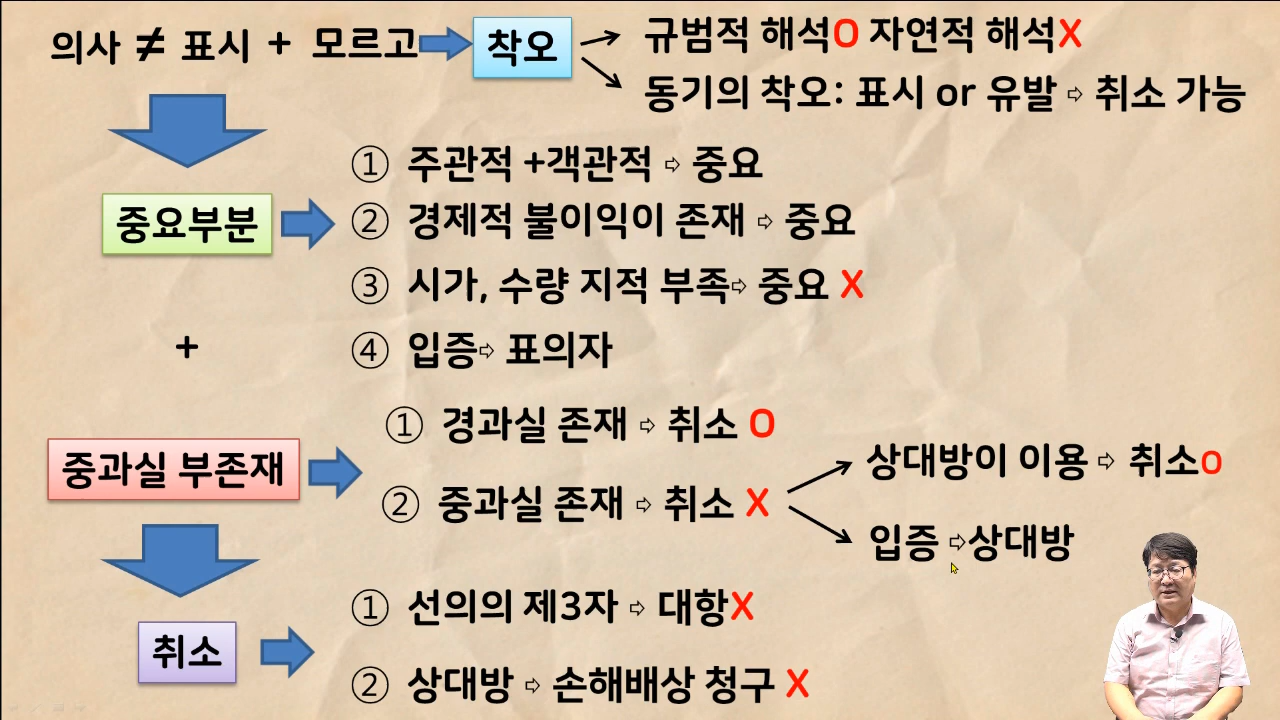 의사 ≠ 표시 + 모르고 착오 규범적 해석O 자연적 해석X
동기의 착오: 표시 or 유발 ⇨ 취소 가능
① 주관적 +객관적 ⇨ 중요
중요부분 ② 경제적 불이익이 존재 ⇨ 중요
③ 시가, 수량 지적 부족⇨ 중요 X
+ ④ 입증⇨ 표의자
① 경과실 존재 ⇨ 취소 O
중과실 부존재 상대방이 이용 ⇨ 취소O
② 중과실 존재 ⇨ 취소 X
입증 ⇨상대방
① 선의의 제3자 ⇨ 대항X
취소
② 상대방 ⇨ 손해배상 청구 X